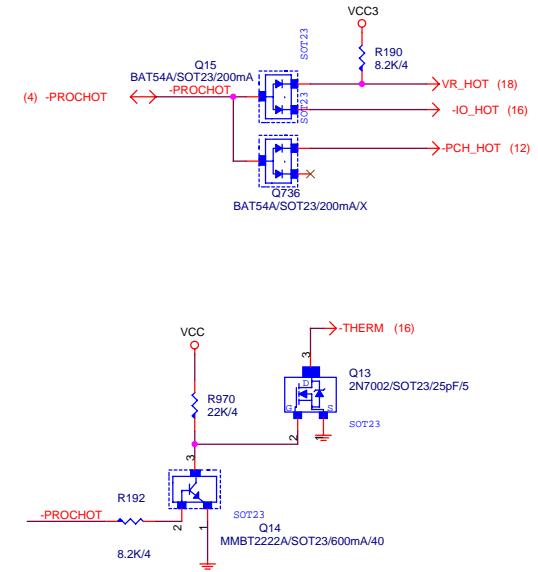 VCC3
SOT23
R190
8.2K/4
Q15
BAT54A/SOT23/200mA
-PROCHOT
(4) -PROCHOT
VR_HOT (18)
SOT23
-IO_HOT (16)
-PCH_HOT (12)
Q736
BAT54A/SOT23/200mA/X
-THERM (16)
VCC
3
Q13
2N7002/SOT23/25pF/5
D
G
S
SOT23
R970
22K/4
2
1
3
R192
-PROCHOT
SOT23
Q14
MMBT2222A/SOT23/600mA/40
2
1
8.2K/4